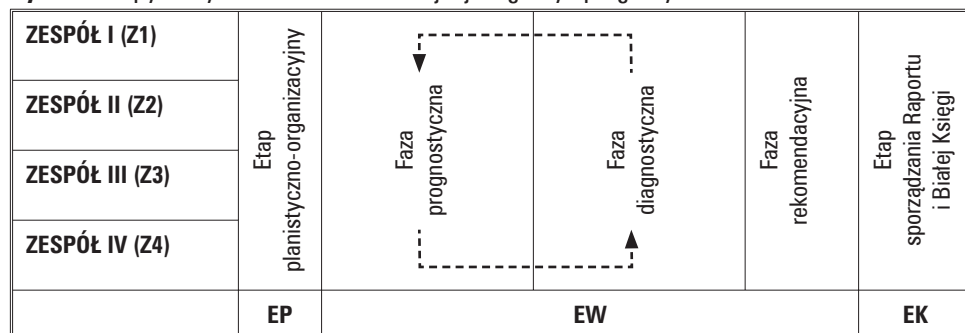 ZESPÓŁ I (Z1)
ZESPÓŁ II (Z2)
ZESPÓŁ III (Z3)
ZESPÓŁ IV (Z4)
Etap
planistyczno-organizacyjny
Faza
prognostyczna
Faza
diagnostyczna
Faza
rekomendacyjna
Etap
sporządzania Raportu
i Białej Księgi
EP
EW
EK